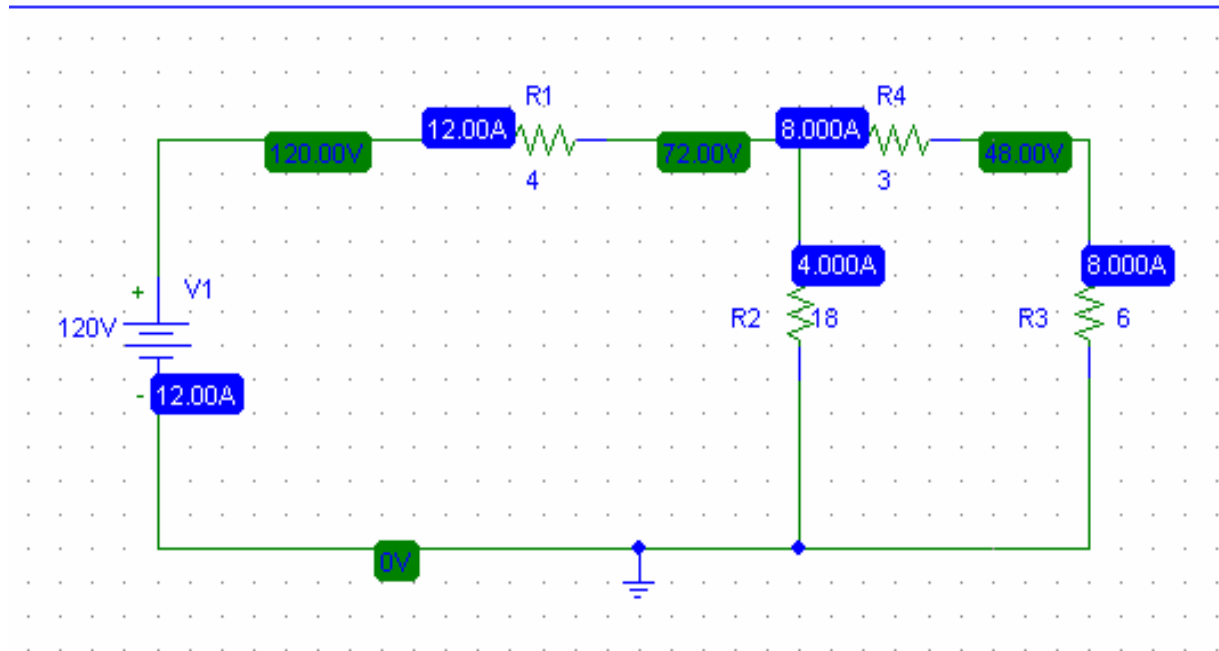 R1
R4
12.00A
8.000A
120.00V
72.00V
48.00V
4
3
4.000A
8.000A
+
V1
R2
18
R3
6
120V
-
12.00A
0V